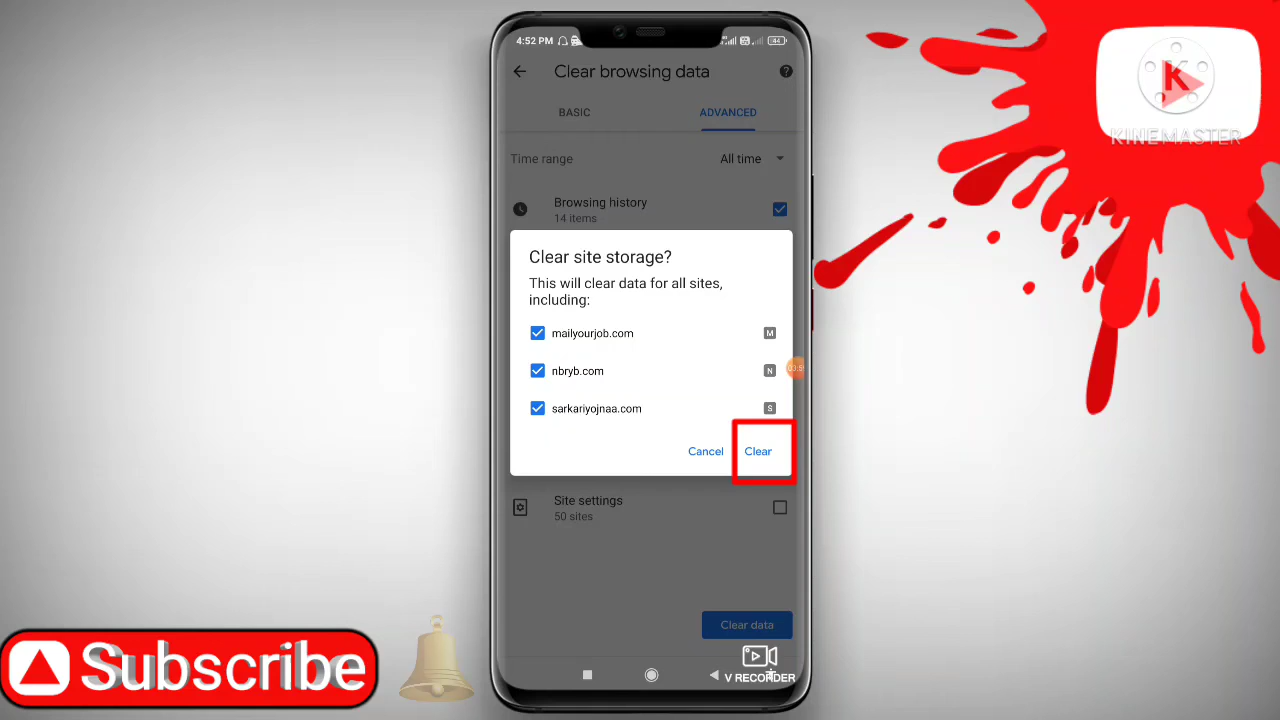 4:52 PM
44
Clear browsing data
BASIC
ADVANCED
Time range
All time
Browsing history
14 items
Clear site storage?
This will clear data for all sites,
including:
mailyourjob.com
M
nbryb.com
N
sarkariyojnaa.com
S
Cancel
Clear
Site settings
50 sites
Clear data
V RECORDER
K
KINEMASTER
Subscribe